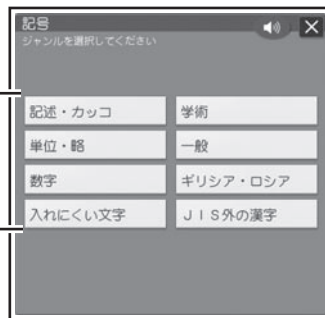 記号
ジャンルを選択してください
記述・カッコ
学術
単位・略
一般
数字
ギリシア・ロシア
入れにくい文字
ＪＩＳ外の漢字